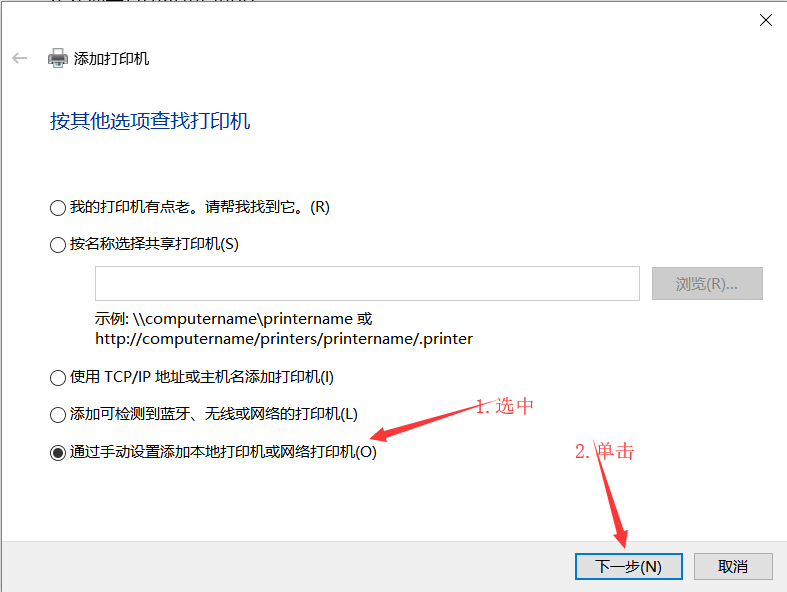 添加打印机
按其他选项查找打印机
我的打印机有点老。请帮我找到它。(R)
按名称选择共享打印机(S)
浏览(R)...
示例: \\computername\printername 或
http://computername/printers/printername/.printer
使用 TCP/IP 地址或主机名添加打印机(I)
添加可检测到蓝牙、无线或网络的打印机(L)
1.选中
通过手动设置添加本地打印机或网络打印机(O)
2.单击
下一步(N)
取消